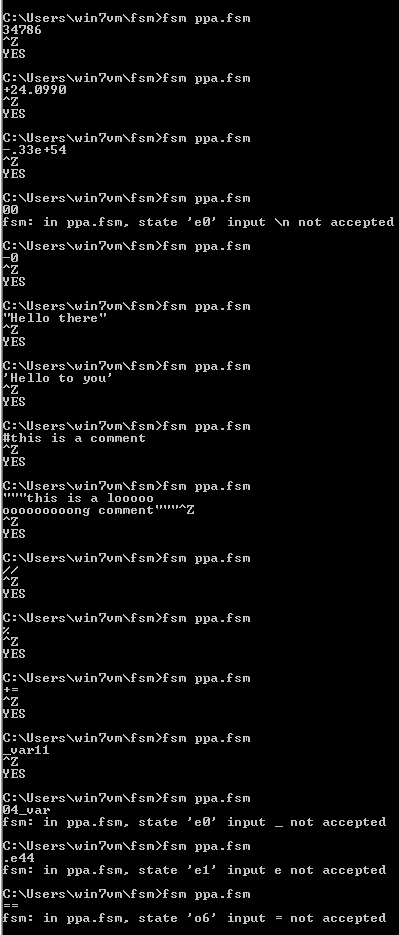 C:\Users\win7vm\fsm>fsm ppa.fsm
34786
^Z
YES
C:\Users\win7vm\fsm>fsm ppa.fsm
+24.0990
^Z
YES
C:\Users\win7vm\fsm>fsm ppa.fsm
-.33e+54
^Z
YES
C:\Users\win7vm\fsm>fsm ppa.fsm
00
fsm: in ppa.fsm, state 'e0' input \n not accepted
C:\Users\win7vm\fsm>fsm ppa.fsm
-0
^Z
YES
C:\Users\win7vm\fsm>fsm ppa.fsm
"Hello there"
^Z
YES
C:\Users\win7vm\fsm>fsm ppa.fsm
'Hello to you'
^Z
YES
C:\Users\win7vm\fsm>fsm ppa.fsm
#this is a comment
^Z
YES
C:\Users\win7vm\fsm>fsm ppa.fsm
"""this is a looooo
oooooooooong comment"""^Z
^Z
YES
C:\Users\win7vm\fsm>fsm ppa.fsm
//
^Z
YES
C:\Users\win7vm\fsm>fsm ppa.fsm
%
^Z
YES
C:\Users\win7vm\fsm>fsm ppa.fsm
+=
^Z
YES
C:\Users\win7vm\fsm>fsm ppa.fsm
_var11
^Z
YES
C:\Users\win7vm\fsm>fsm ppa.fsm
04_var
fsm: in ppa.fsm, state 'e0' input _ not accepted
C:\Users\win7vm\fsm>fsm ppa.fsm
.e44
fsm: in ppa.fsm, state 'e1' input e not accepted
C:\Users\win7vm\fsm>fsm ppa.fsm
==
fsm: in ppa.fsm, state 'o6' input = not accepted